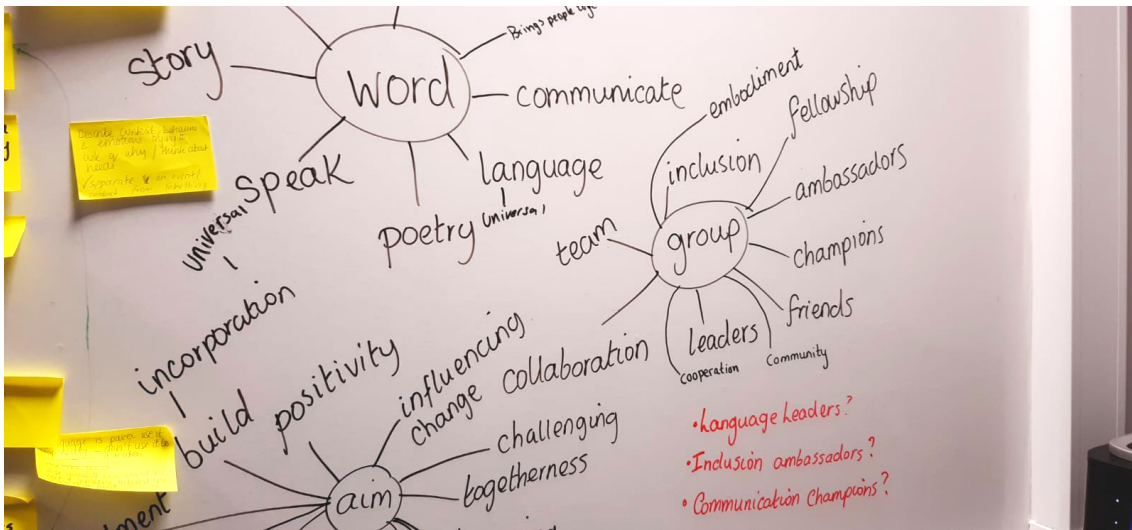 Story
word
communicate
speak
universal
poetry
language
universal
embodiment
fellowship
inclusion
ambassadors
team
group
champions
friends
collaboration
leaders
cooperation
Community
incorporation
build
positivity
influencing
change
challenging
togetherness
aim
• Language Leaders?
• Inclusion ambassadors?
• Communication Champions?
Brings people